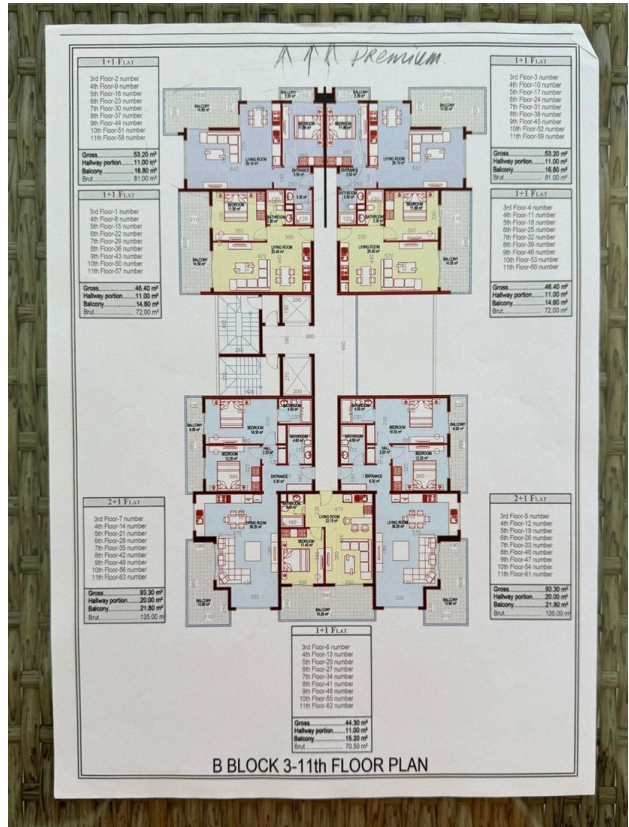 Premium
1+1 FLAT
3rd Floor-2 number
4th Floor-9 number
5th Floor-16 number
6th Floor-23 number
7th Floor-30 number
8th Floor-37 number
9th Floor-44 number
10th Floor-51 number
11th Floor-58 number
Gross............53.20 m²
Hallway portion......11.00 m²
Balcony............16.80 m²
Brut............81.00 m²
1+1 FLAT
3rd Floor-3 number
4th Floor-10 number
5th Floor-17 number
6th Floor-24 number
7th Floor-31 number
8th Floor-38 number
9th Floor-45 number
10th Floor-52 number
11th Floor-59 number
Gross............53.20 m²
Hallway portion......11.00 m²
Balcony............16.80 m²
Brut............81.00 m²
1+1 FLAT
3rd Floor-1 number
4th Floor-8 number
5th Floor-15 number
6th Floor-22 number
7th Floor-29 number
8th Floor-36 number
9th Floor-43 number
10th Floor-50 number
11th Floor-57 number
Gross............46.40 m²
Hallway portion......11.00 m²
Balcony............14.60 m²
Brut............72.00 m²
1+1 FLAT
3rd Floor-4 number
4th Floor-11 number
5th Floor-18 number
6th Floor-25 number
7th Floor-32 number
8th Floor-39 number
9th Floor-46 number
10th Floor-53 number
11th Floor-60 number
Gross............46.40 m²
Hallway portion......11.00 m²
Balcony............14.60 m²
Brut............72.00 m²
BALCONY
BALCONY
BALCONY
BALCONY
BEDROOM
BEDROOM
LIVING ROOM
LIVING ROOM
ENTRANCE
ENTRANCE
BEDROOM
BATHROOM
BATHROOM
BEDROOM
LIVING ROOM
LIVING ROOM
BALCONY
BALCONY
200
680
200
BEDROOM
BATHROOM
BATHROOM
BEDROOM
BALCONY
BALCONY
BEDROOM
BATHROOM
BATHROOM
BEDROOM
HALL
HALL
ENTRANCE
ENTRANCE
LIVING ROOM
BATHROOM
LIVING ROOM
LIVING ROOM
BEDROOM
BALCONY
BALCONY
BALCONY
2+1 FLAT
3rd Floor-7 number
4th Floor-14 number
5th Floor-21 number
6th Floor-28 number
7th Floor-35 number
8th Floor-42 number
9th Floor-49 number
10th Floor-56 number
11th Floor-63 number
Gross............93.30 m²
Hallway portion......20.00 m²
Balcony............21.80 m²
Brut............135.00 m
2+1 FLAT
3rd Floor-5 number
4th Floor-12 number
5th Floor-19 number
6th Floor-26 number
7th Floor-33 number
8th Floor-40 number
9th Floor-47 number
10th Floor-54 number
11th Floor-61 number
Gross............93.30 m²
Hallway portion......20.00 m²
Balcony............21.80 m²
Brut............135.00 m²
1+1 FLAT
3rd Floor-6 number
4th Floor-13 number
5th Floor-20 number
6th Floor-27 number
7th Floor-34 number
8th Floor-41 number
9th Floor-48 number
10th Floor-55 number
11th Floor-62 number
Gross............44.30 m²
Hallway portion......11.00 m²
Balcony............15.20 m²
Brut............70.50 m²
B BLOCK 3-11th FLOOR PLAN